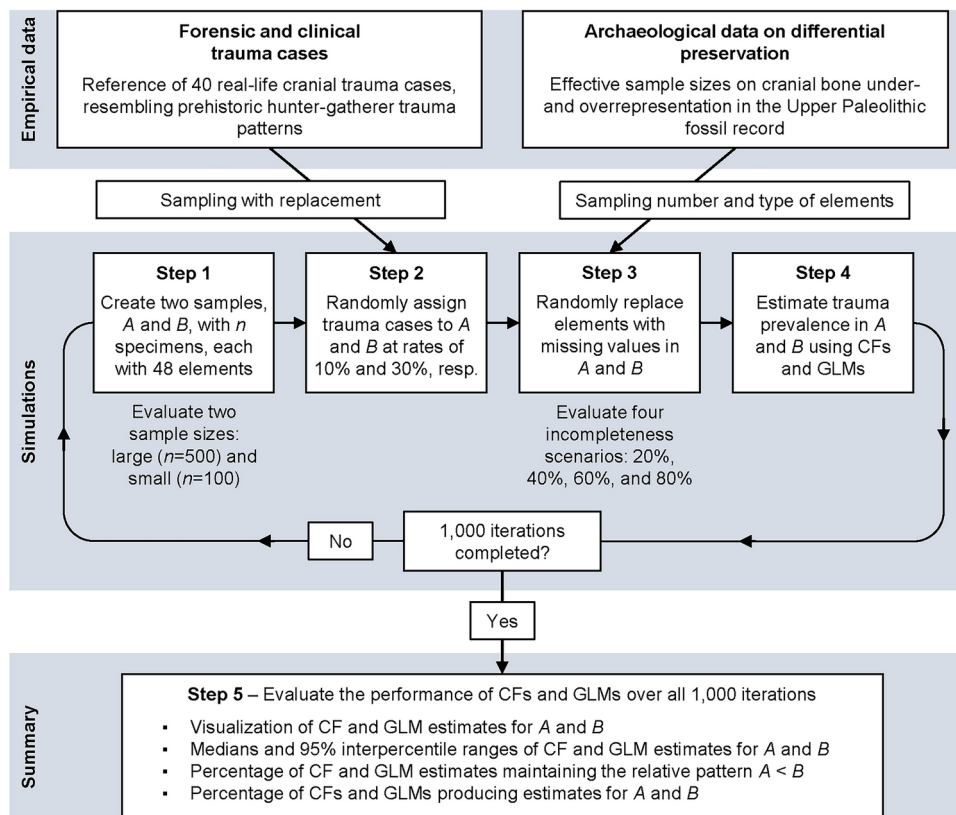 Empirical data
Forensic and clinical
trauma cases
Reference of 40 real-life cranial trauma cases,
resembling prehistoric hunter-gatherer trauma
patterns
Archaeological data on differential
preservation
Effective sample sizes on cranial bone under-
and overrepresentation in the Upper Paleolithic
fossil record
Sampling with replacement
Sampling number and type of elements
Simulations
Step 1
Create two samples,
A and B, with n
specimens, each
with 48 elements
Evaluate two
sample sizes:
large (n=500) and
small (n=100)
Step 2
Randomly assign
trauma cases to A
and B at rates of
10% and 30%, resp.
Step 3
Randomly replace
elements with
missing values in
A and B
Evaluate four
incompleteness
scenarios: 20%,
40%, 60%, and 80%
Step 4
Estimate trauma
prevalence in A
and B using CFs
and GLMs
1,000 iterations
completed?
No
Yes
Summary
Step 5 – Evaluate the performance of CFs and GLMs over all 1,000 iterations
▪ Visualization of CF and GLM estimates for A and B
▪ Medians and 95% interpercentile ranges of CF and GLM estimates for A and B
▪ Percentage of CF and GLM estimates maintaining the relative pattern A < B
▪ Percentage of CFs and GLMs producing estimates for A and B